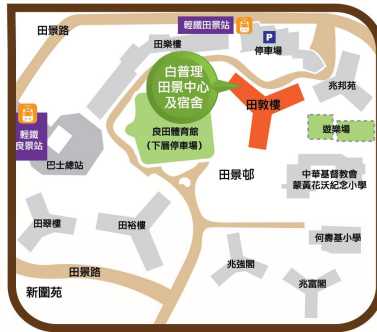 田景路
輕鐵田景站
田樂樓
P
停車場
白普理
田景中心
及宿舍
兆邦苑
田敦樓
輕鐵
良景站
遊樂場
良田體育館
(下層停車場)
巴士總站
田景邨
中華基督教會
蒙黃花沃紀念小學
田翠樓
田裕樓
何壽基小學
兆強閣
田景路
兆富閣
新圍苑